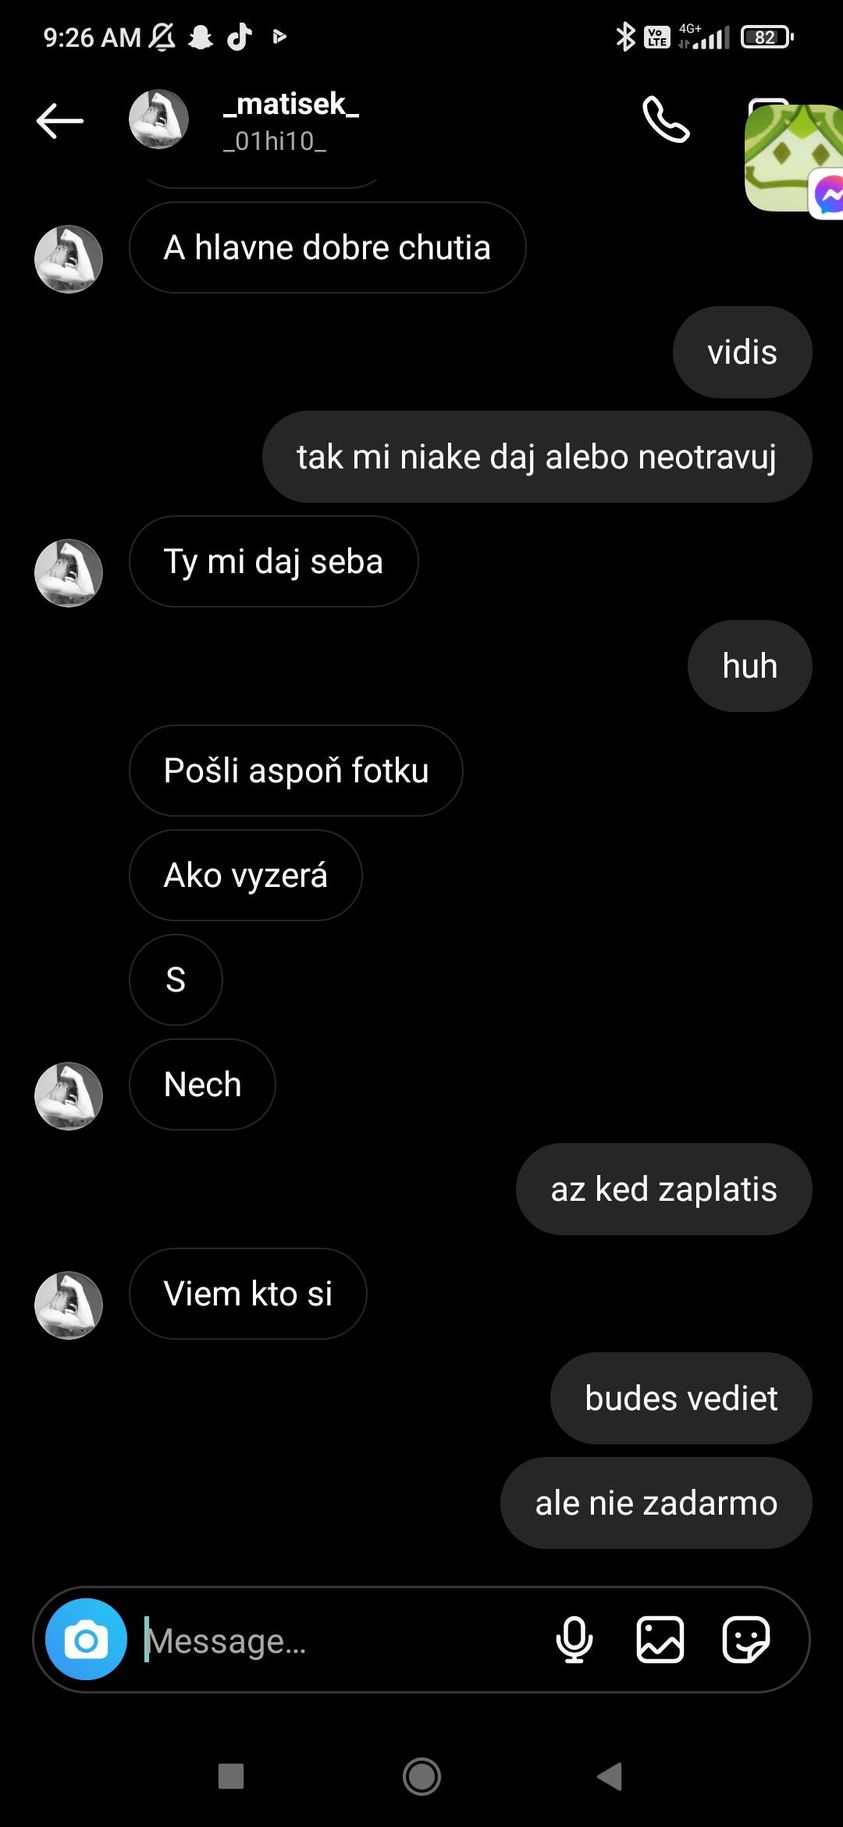 9:26 AM
VoLTE 4G+ 82
_matisek_
_01hi10_
A hlavne dobre chutia
vidis
tak mi niake daj alebo neotravuj
Ty mi daj seba
huh
Pošli aspoň fotku
Ako vyzerá
S
Nech
az ked zaplatis
Viem kto si
budes vediet
ale nie zadarmo
Message...